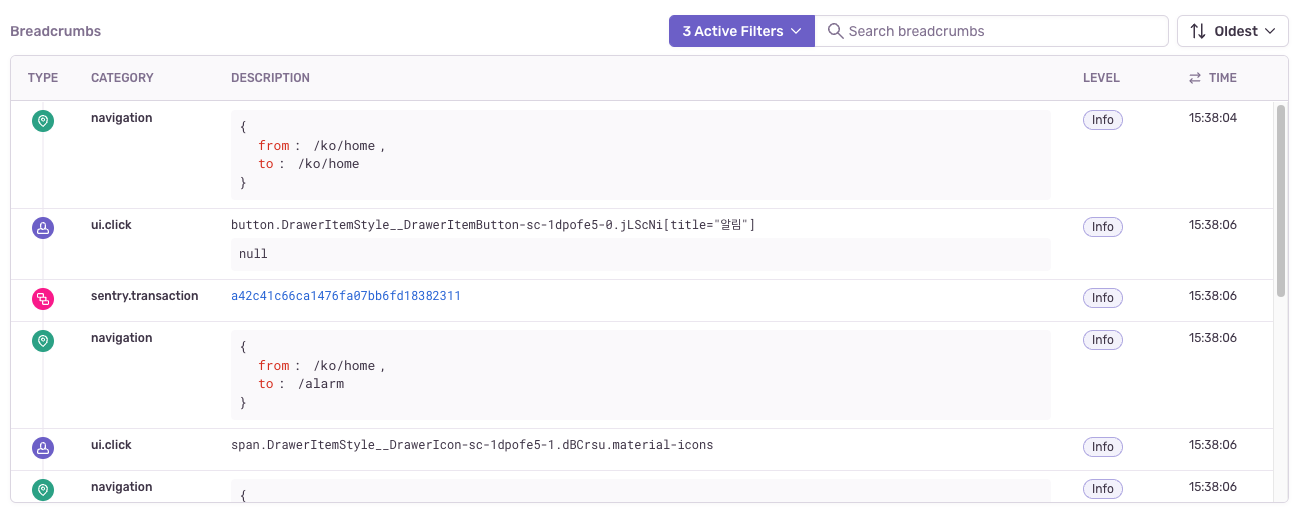 Breadcrumbs
3 Active Filters
Search breadcrumbs
Oldest
TYPE CATEGORY DESCRIPTION LEVEL TIME
navigation { Info 15:38:04
from : /ko/home ,
to : /ko/home
}
ui.click button.DrawerItemStyle__DrawerItemButton-sc-1dpofe5-0.jLScNi[title="알림"] Info 15:38:06
null
sentry.transaction a42c41c66ca1476fa07bb6fd18382311 Info 15:38:06
navigation { Info 15:38:06
from : /ko/home ,
to : /alarm
}
ui.click span.DrawerItemStyle__DrawerIcon-sc-1dpofe5-1.dBCrsu.material-icons Info 15:38:06
navigation { Info 15:38:06